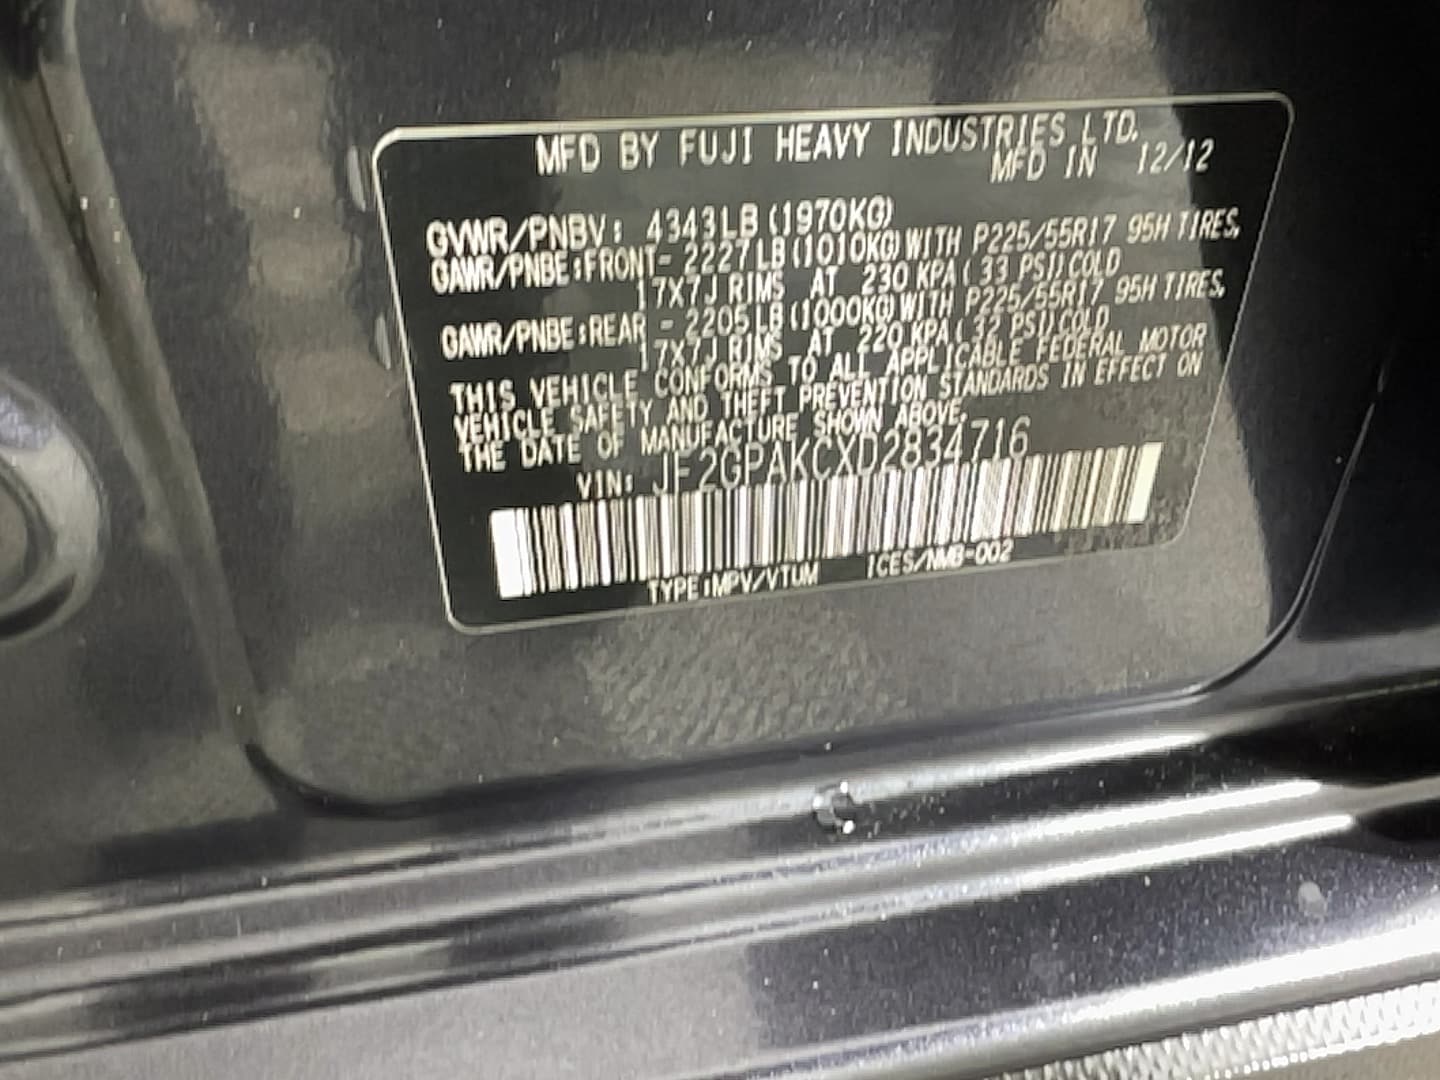 MFD BY FUJI HEAVY INDUSTRIES LTD.
MFD IN 12/12
GVWR/PNBV: 4343LB (1970KG)
GAWR/PNBE:FRONT- 2227LB (1010KG) WITH P225/55R17 95H TIRES,
17X7J RIMS AT 230 KPA ( 33 PSI) COLD
GAWR/PNBE:REAR - 2205LB (1000KG) WITH P225/55R17 95H TIRES,
17X7J RIMS AT 220 KPA ( 32 PSI) COLD
THIS VEHICLE CONFORMS TO ALL APPLICABLE FEDERAL MOTOR
VEHICLE SAFETY AND THEFT PREVENTION STANDARDS IN EFFECT ON
THE DATE OF MANUFACTURE SHOWN ABOVE.
VIN: JF2GPAKCXD2834716
TYPE:MPV/VTUM ICES/NMB-002